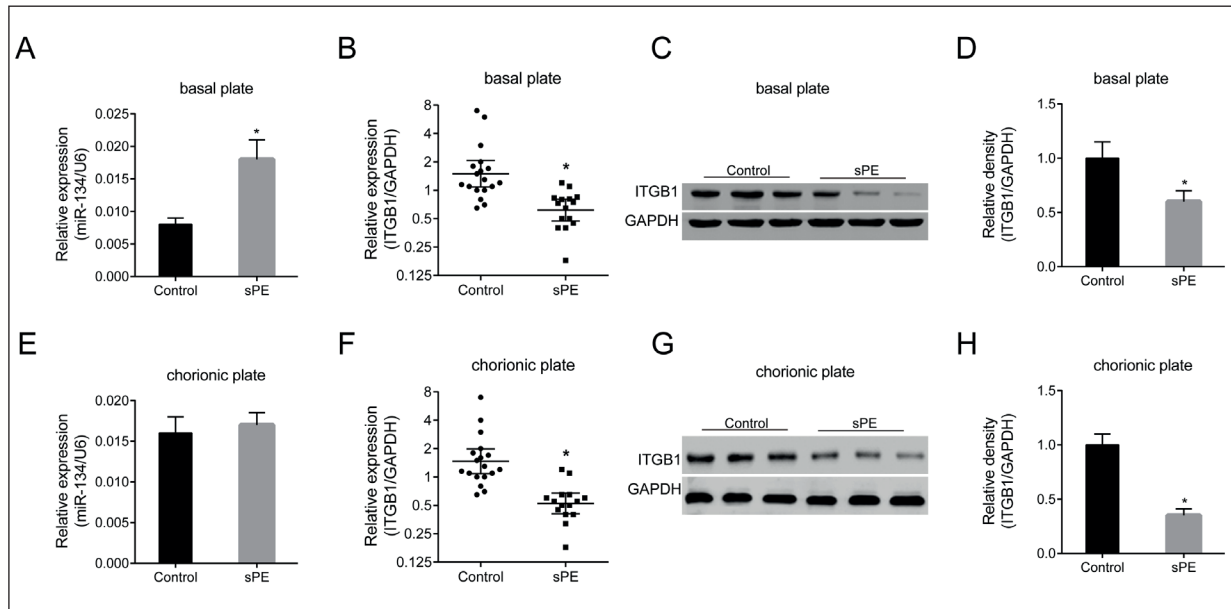 A
basal plate
Relative expression
(miR-134/U6)
0.025
0.020
0.015
0.010
0.005
0.000
*
Control
sPE
B
basal plate
Relative expression
(ITGB1/GAPDH)
8
4
2
1
0.5
0.25
0.125
*
Control
sPE
C
basal plate
Control
sPE
ITGB1
GAPDH
D
basal plate
Relative density
(ITGB1/GAPDH)
1.5
1.0
0.5
0.0
*
Control
sPE
E
chorionic plate
Relative expression
(miR-134/U6)
0.020
0.015
0.010
0.005
0.000
Control
sPE
F
chorionic plate
Relative expression
(ITGB1/GAPDH)
8
4
2
1
0.5
0.25
0.125
*
Control
sPE
G
chorionic plate
Control
sPE
ITGB1
GAPDH
H
chorionic plate
Relative density
(ITGB1/GAPDH)
1.5
1.0
0.5
0.0
*
Control
sPE